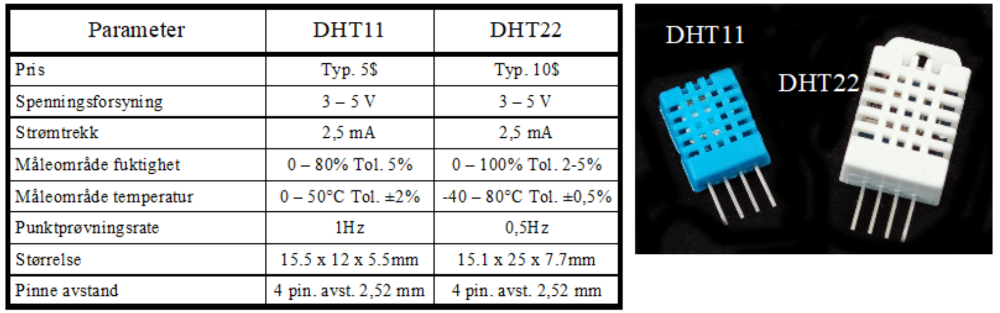 Parameter DHT11 DHT22
Pris Typ. 5$ Typ. 10$
Spenningsforsyning 3 – 5 V 3 – 5 V
Strømtrekk 2,5 mA 2,5 mA
Måleområde fuktighet 0 – 80% Tol. 5% 0 – 100% Tol. 2-5%
Måleområde temperatur 0 – 50°C Tol. ±2% -40 – 80°C Tol. ±0,5%
Punktprøvningsrate 1Hz 0,5Hz
Størrelse 15.5 x 12 x 5.5mm 15.1 x 25 x 7.7mm
Pinne avstand 4 pin. avst. 2,52 mm 4 pin. avst. 2,52 mm
DHT11
DHT22